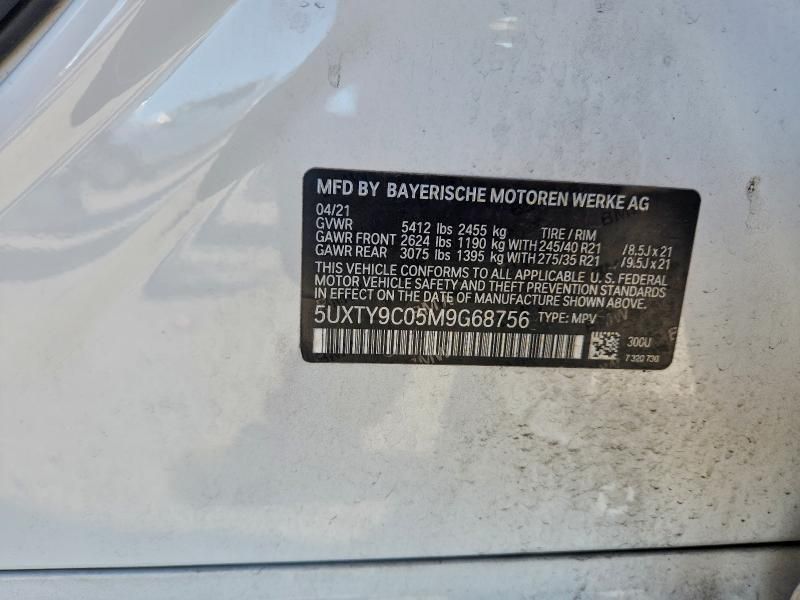 MFD BY BAYERISCHE MOTOREN WERKE AG
04/21
GVWR 5412 lbs 2455 kg TIRE / RIM
GAWR FRONT 2624 lbs 1190 kg WITH 245/40 R21 /8.5J x 21
GAWR REAR 3075 lbs 1395 kg WITH 275/35 R21 /9.5J x 21
THIS VEHICLE CONFORMS TO ALL APPLICABLE U.S. FEDERAL
MOTOR VEHICLE SAFETY AND THEFT PREVENTION STANDARDS
IN EFFECT ON THE DATE OF MANUFACTURE SHOWN ABOVE.
5UXTY9C05M9G68756 TYPE: MPV
300U
7 320 730